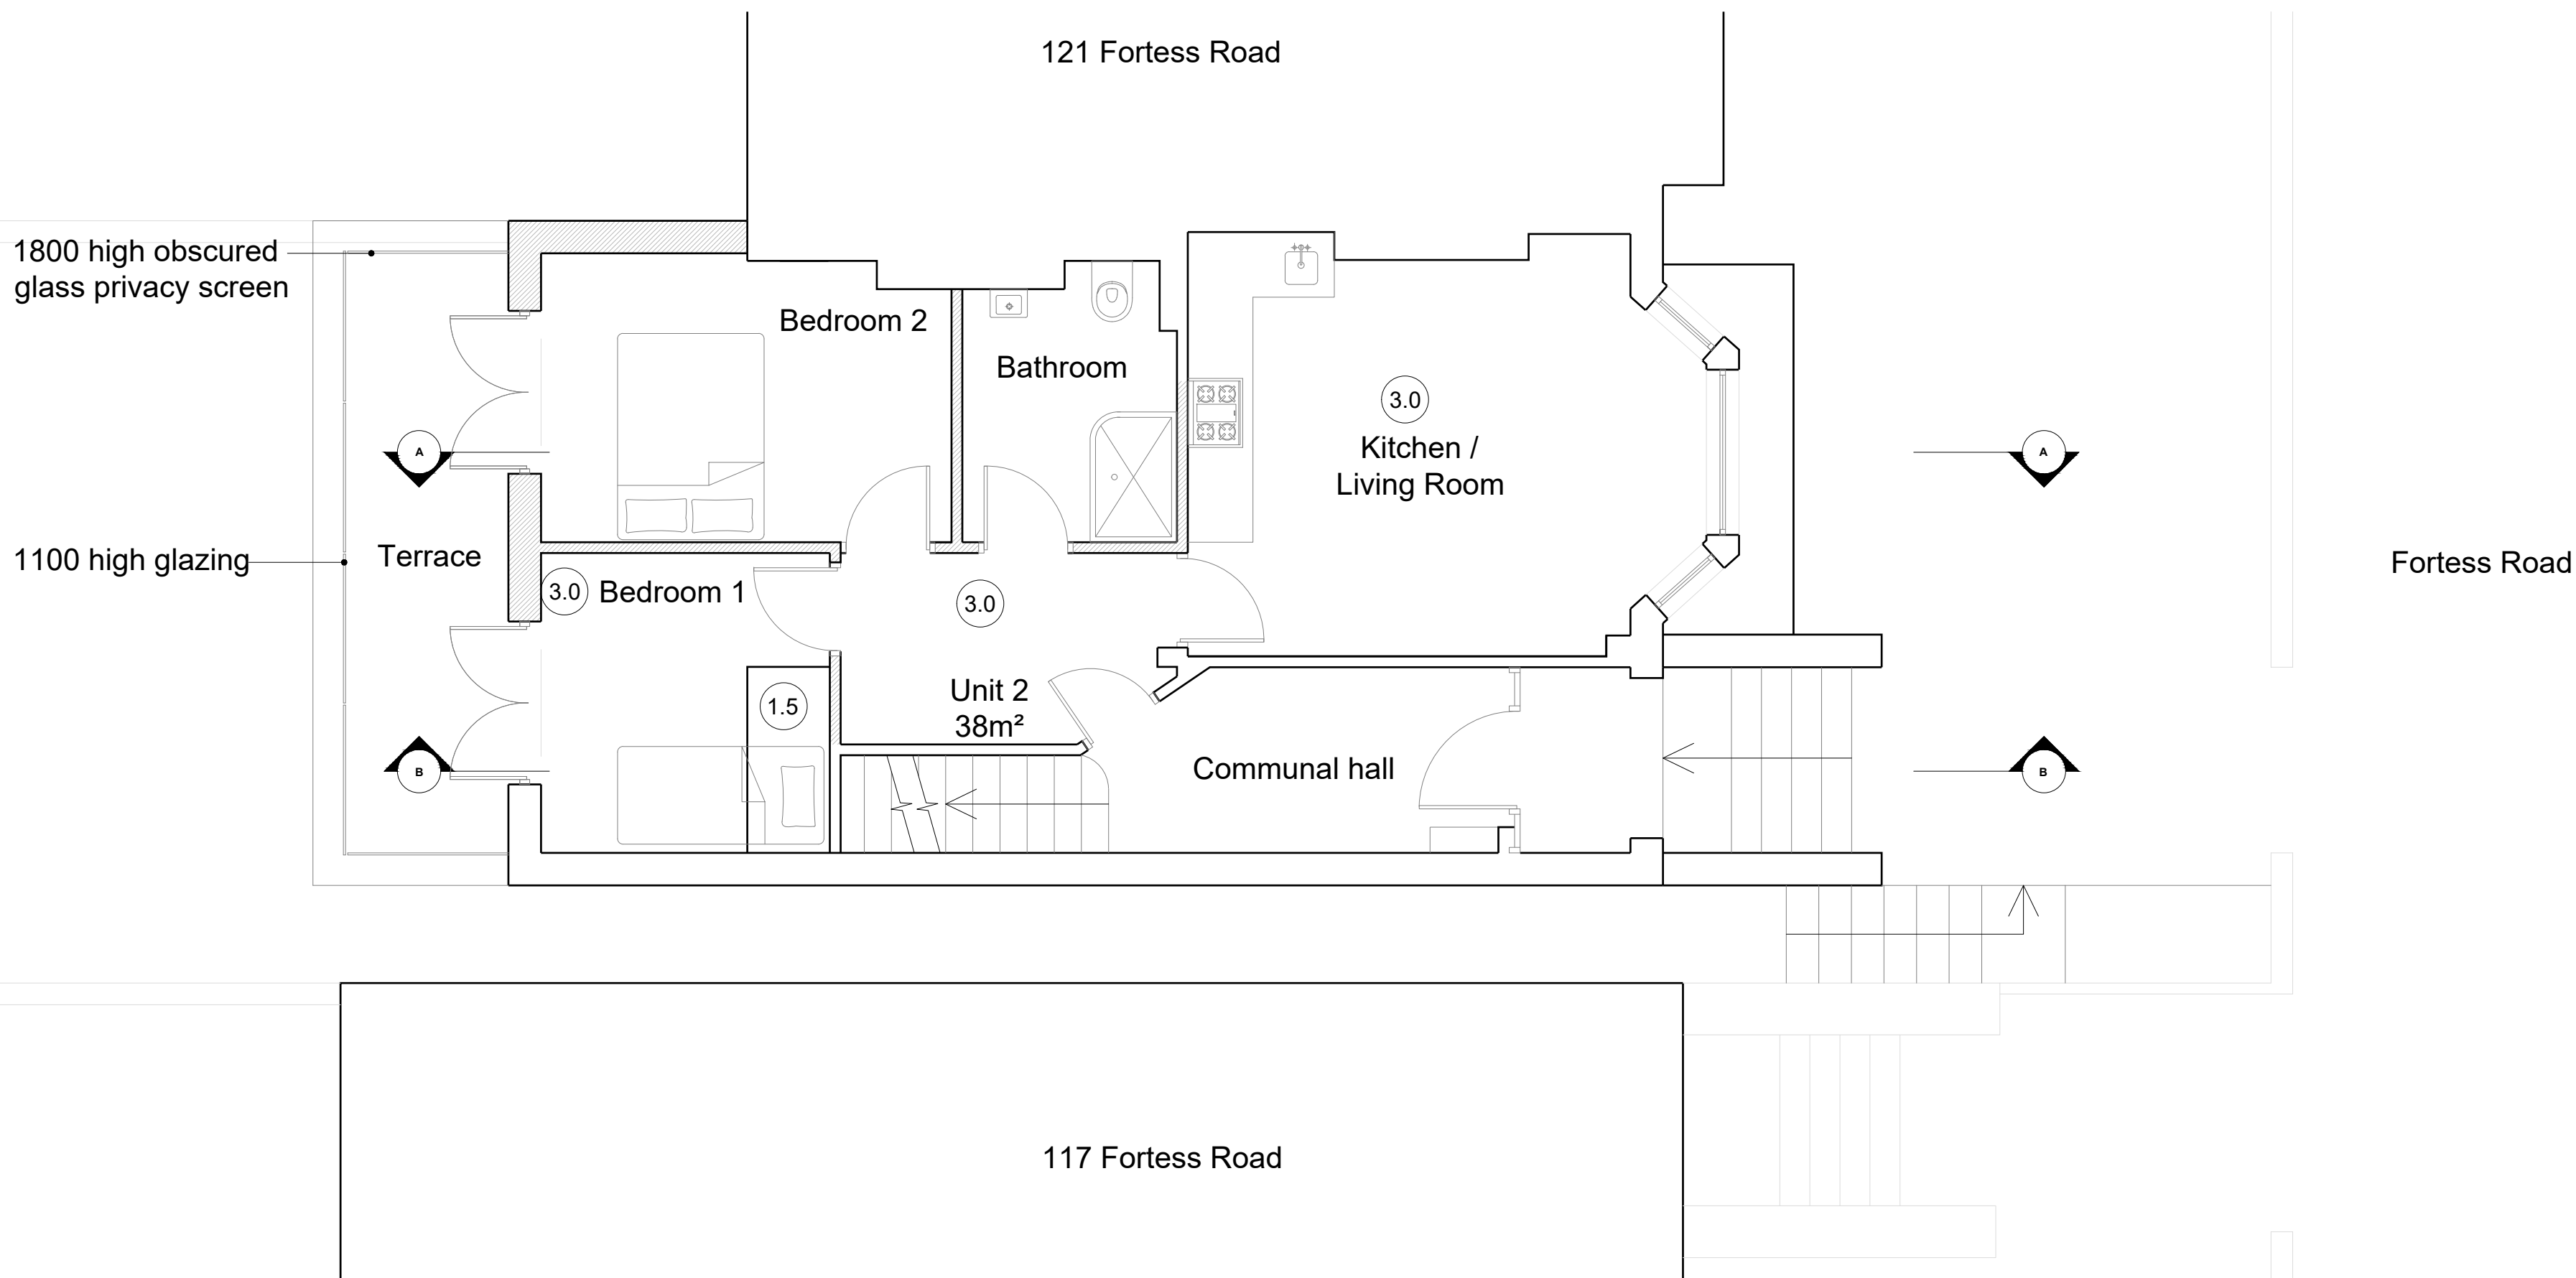 121 Fortess Road
1800 high obscured
glass privacy screen
Bedroom 2
Bathroom
3.0
Kitchen /
Living Room
A
A
1100 high glazing
Terrace
Fortess Road
3.0
Bedroom 1
3.0
Unit 2
38m²
1.5
Communal hall
B
B
117 Fortess Road